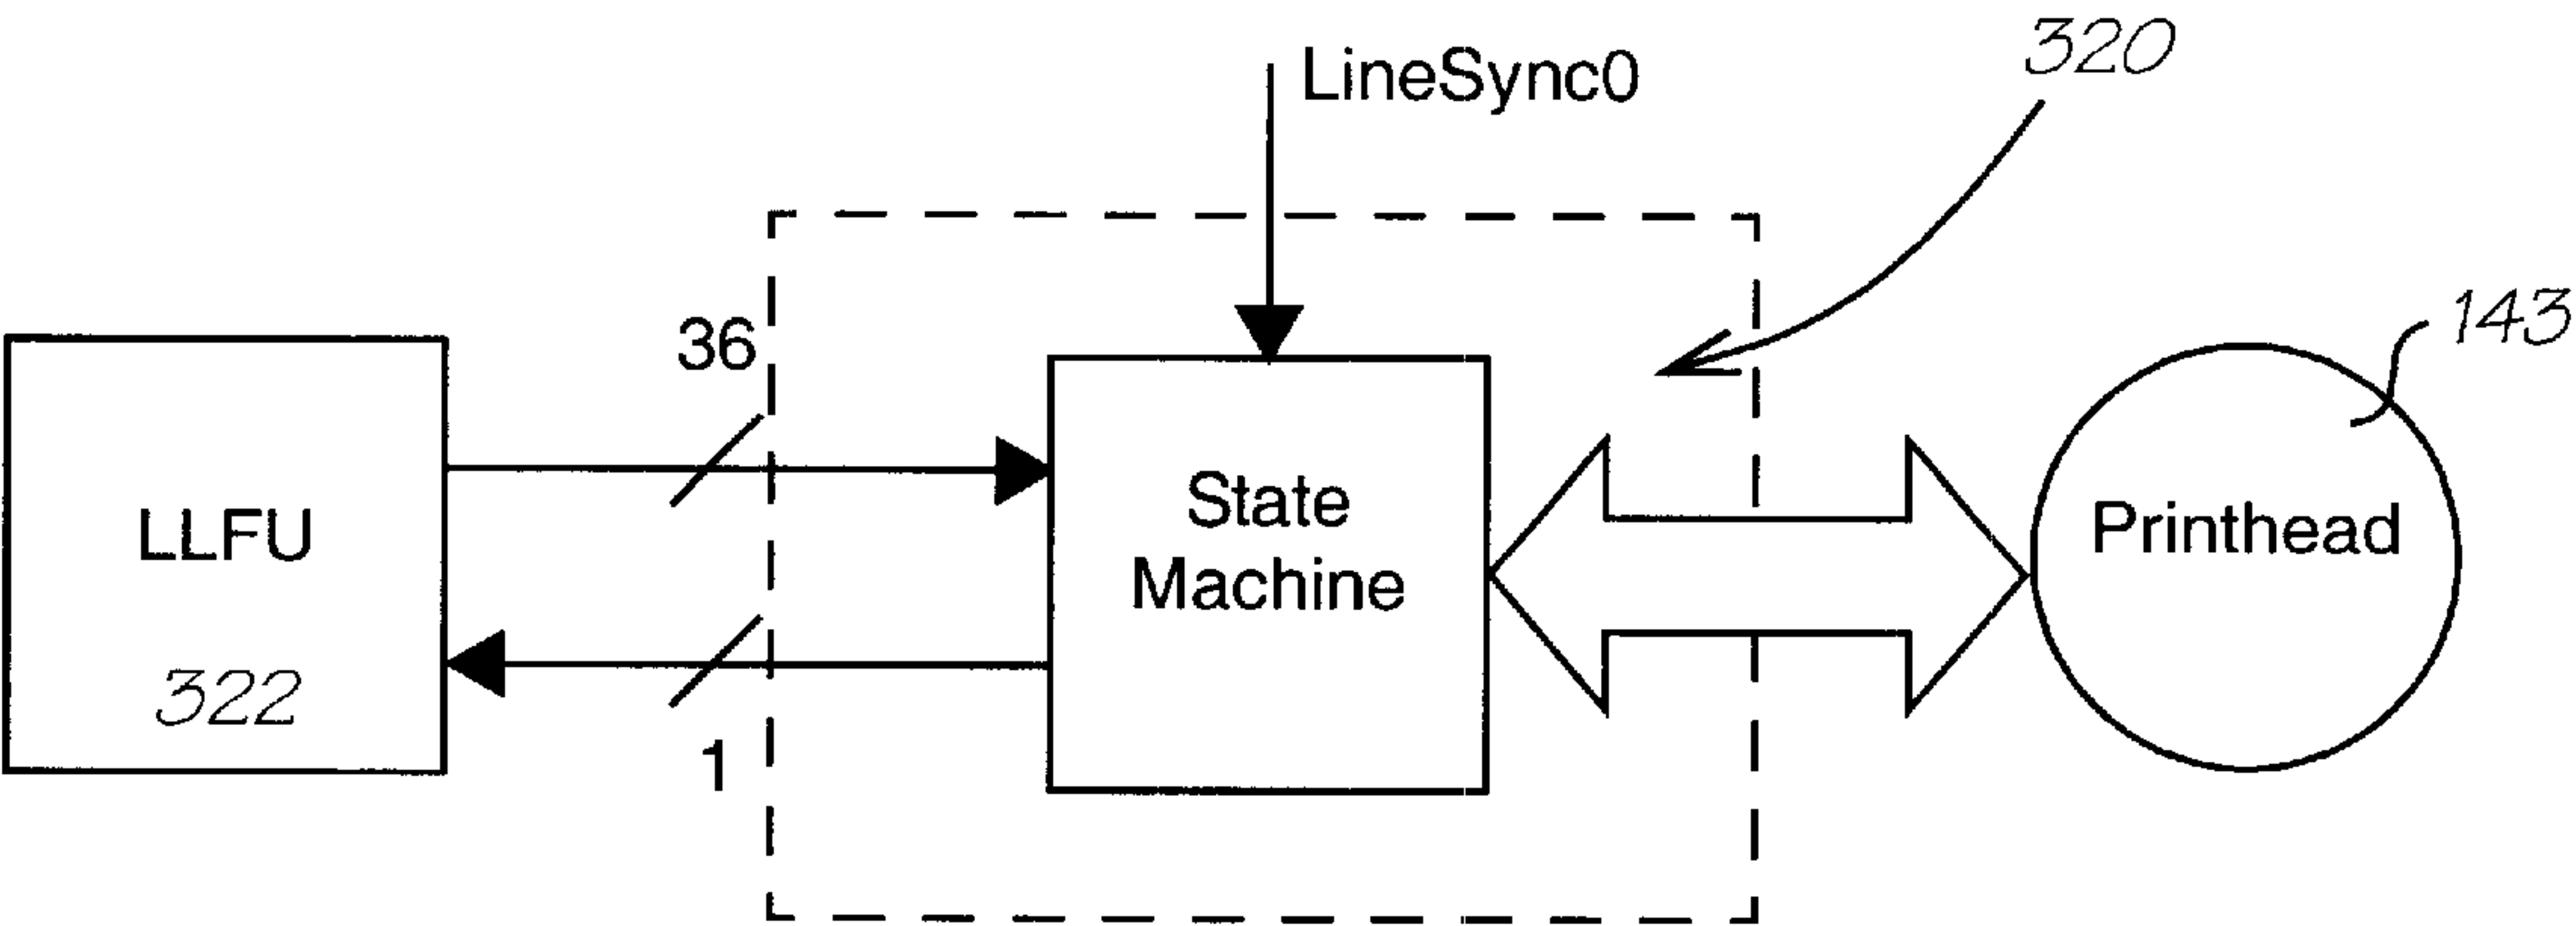 LineSync0
320
143
36
LLFU
322
1
State
Machine
Printhead